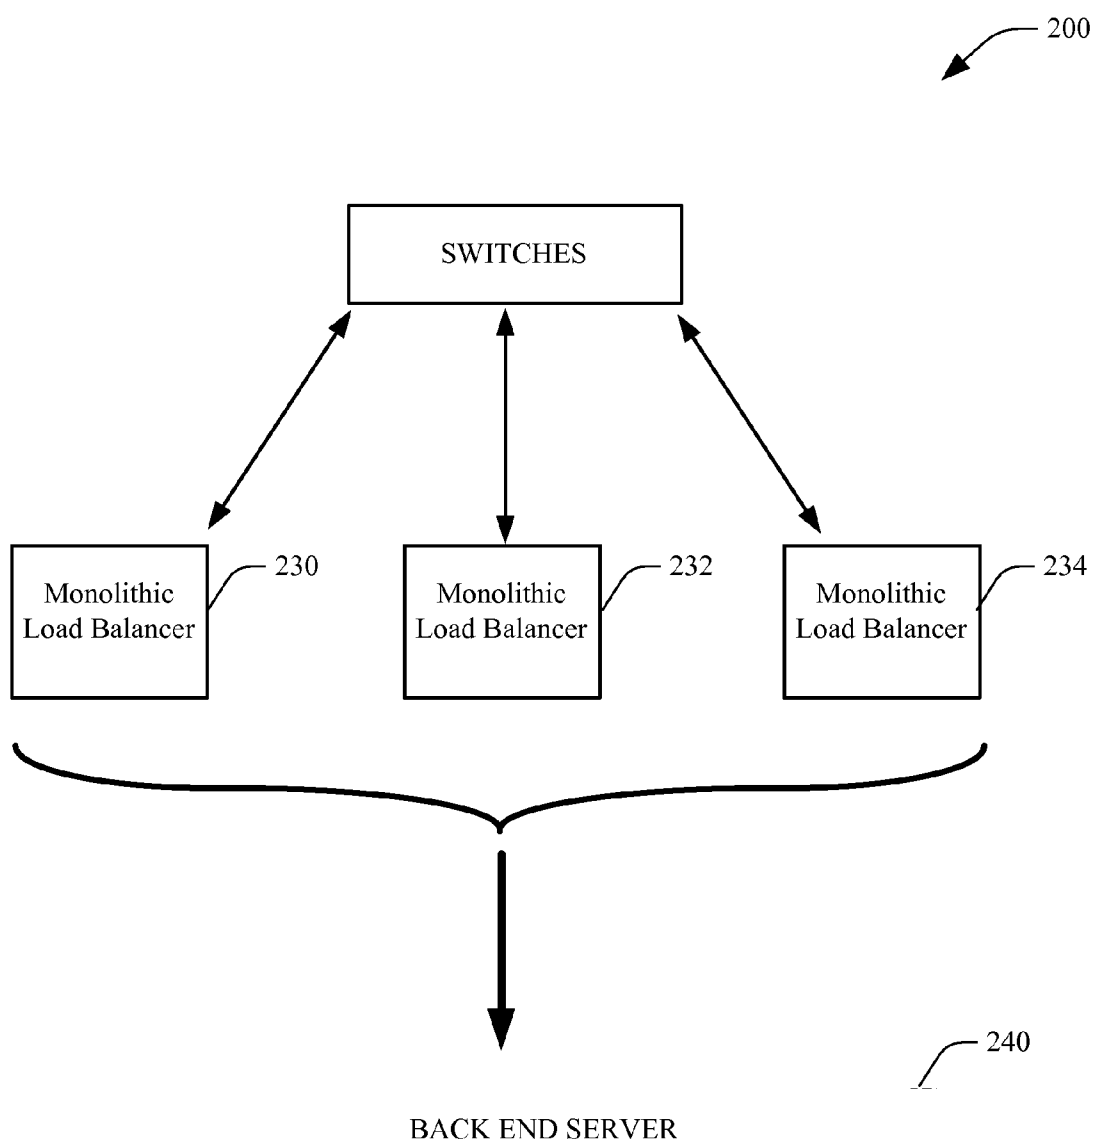 200
SWITCHES
230
232
234
Monolithic
Load Balancer
Monolithic
Load Balancer
Monolithic
Load Balancer
240
BACK END SERVER